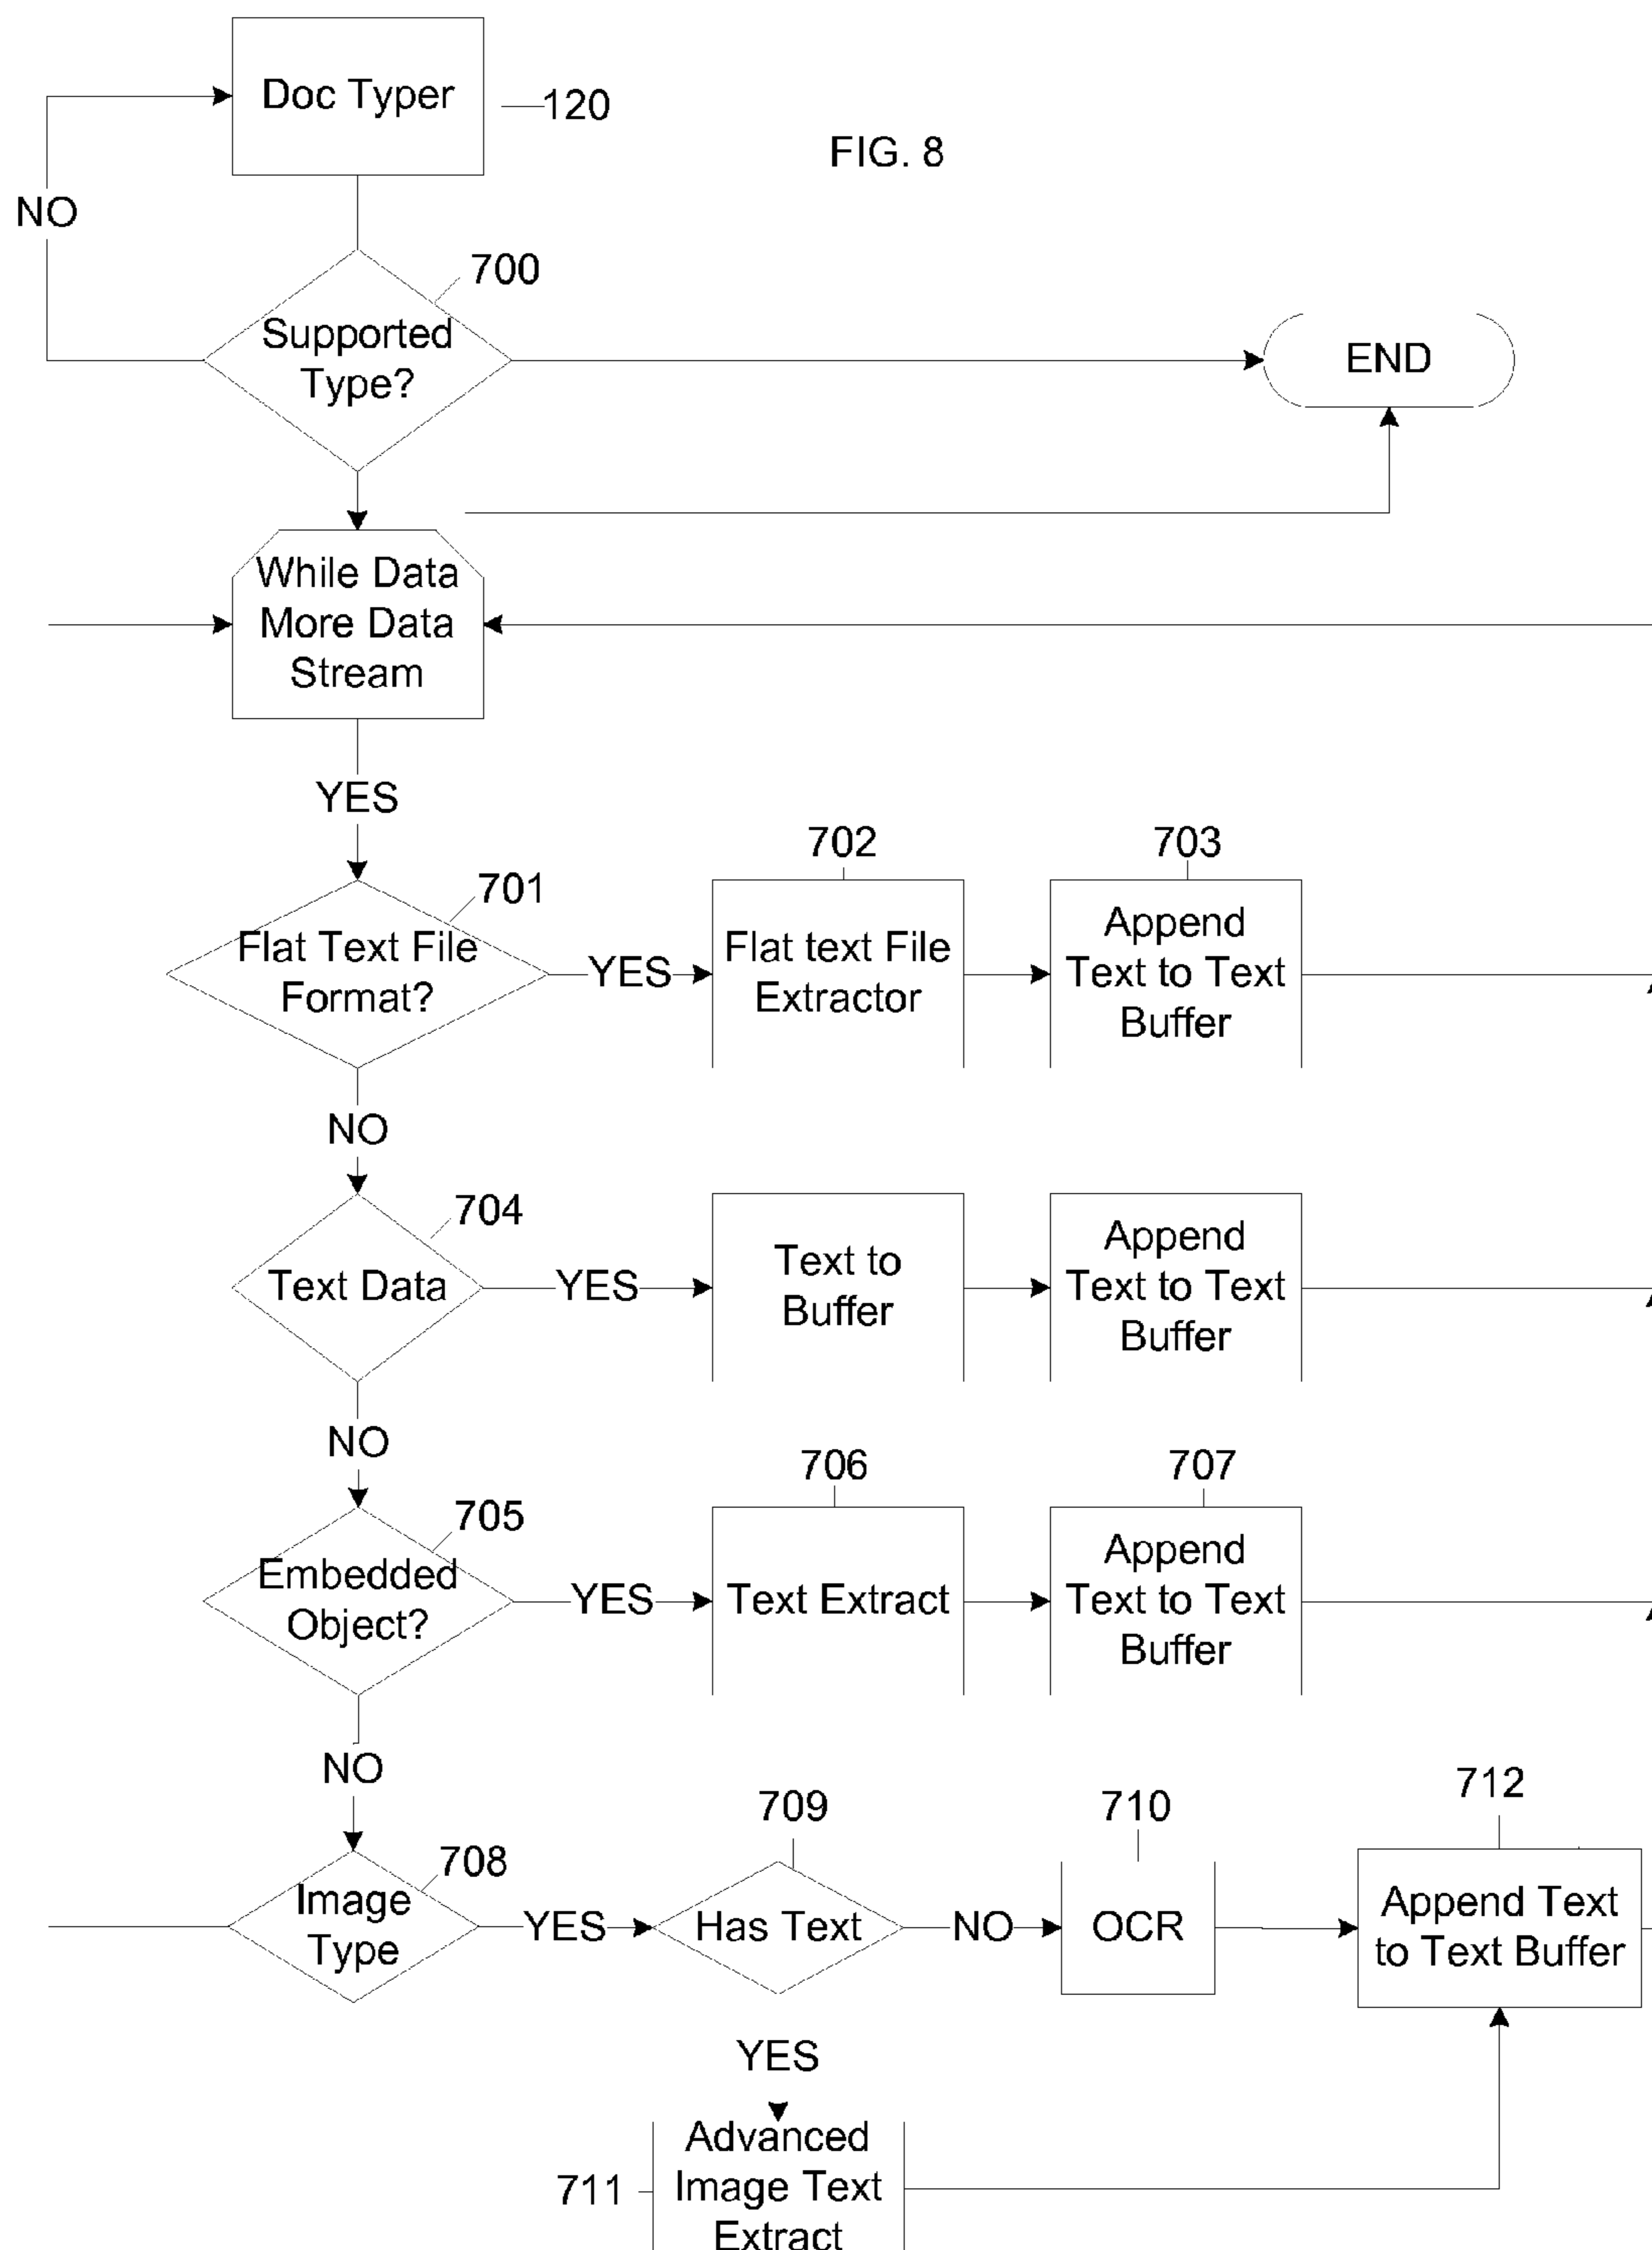 Doc Typer
120
FIG. 8
NO
700
Supported
Type?
END
While Data
More Data
Stream
YES
701
Flat Text File
Format?
YES
702
Flat text File
Extractor
703
Append
Text to Text
Buffer
NO
704
Text Data
YES
Text to
Buffer
Append
Text to Text
Buffer
NO
705
Embedded
Object?
YES
706
Text Extract
707
Append
Text to Text
Buffer
NO
708
Image
Type
YES
709
Has Text
NO
710
OCR
712
Append Text
to Text Buffer
YES
711
Advanced
Image Text
Extract